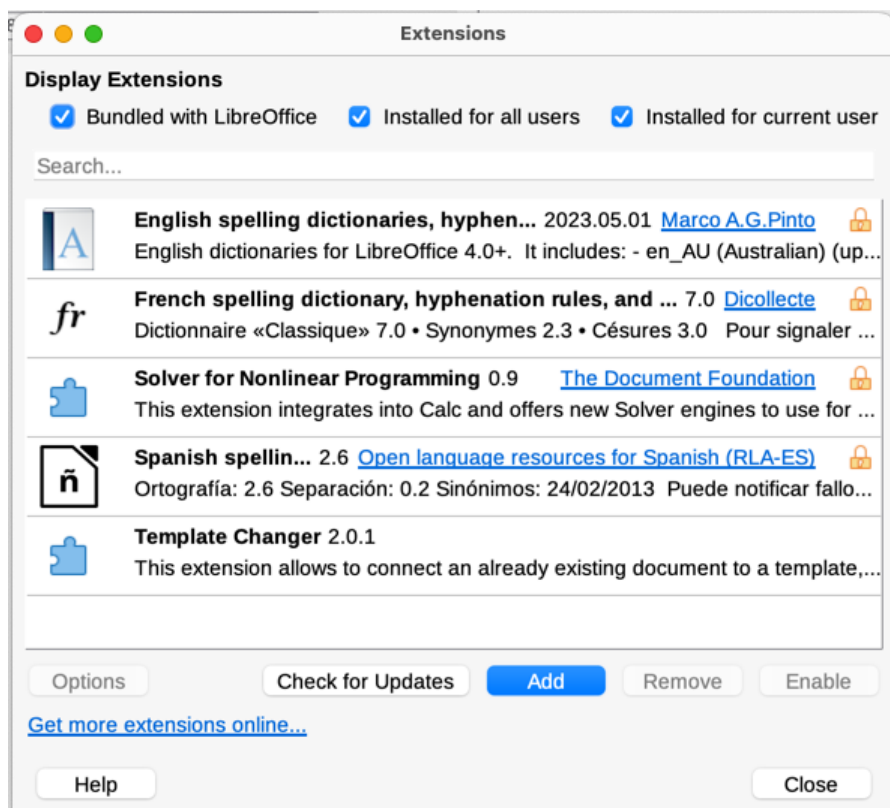 Extensions
Display Extensions
Bundled with LibreOffice Installed for all users Installed for current user
Search...
A English spelling dictionaries, hyphen... 2023.05.01 Marco A.G.Pinto
English dictionaries for LibreOffice 4.0+. It includes: - en_AU (Australian) (up...
fr French spelling dictionary, hyphenation rules, and ... 7.0 Dicollecte
Dictionnaire «Classique» 7.0 • Synonymes 2.3 • Césures 3.0 Pour signaler ...
Solver for Nonlinear Programming 0.9 The Document Foundation
This extension integrates into Calc and offers new Solver engines to use for ...
ñ Spanish spellin... 2.6 Open language resources for Spanish (RLA-ES)
Ortografía: 2.6 Separación: 0.2 Sinónimos: 24/02/2013 Puede notificar fallo...
Template Changer 2.0.1
This extension allows to connect an already existing document to a template,...
Options Check for Updates Add Remove Enable
Get more extensions online...
Help Close